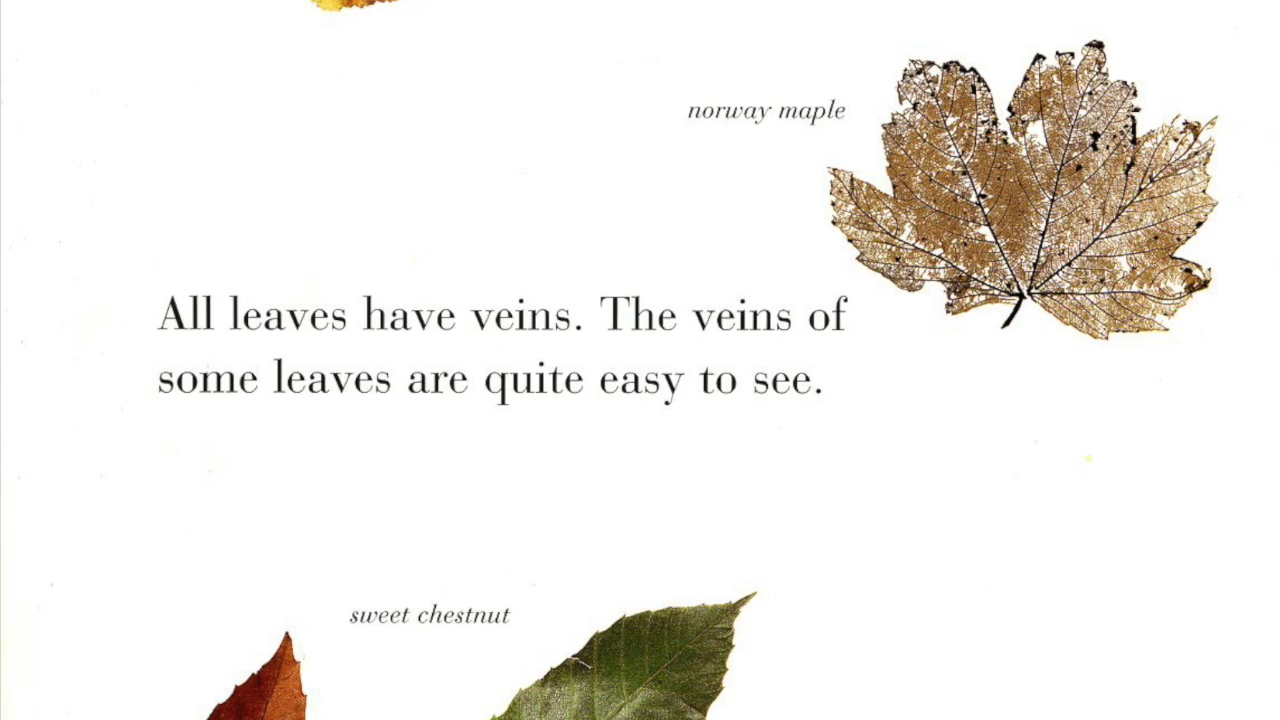 norway maple
All leaves have veins. The veins of
some leaves are quite easy to see.
sweet chestnut